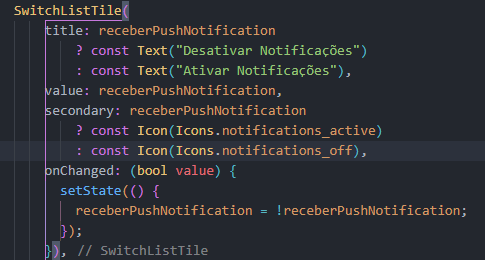 SwitchListTile(
title: receberPushNotification
? const Text("Desativar Notificações")
: const Text("Ativar Notificações"),
value: receberPushNotification,
secondary: receberPushNotification
? const Icon(Icons.notifications_active)
: const Icon(Icons.notifications_off),
onChanged: (bool value) {
setState(() {
receberPushNotification = !receberPushNotification;
});
}), // SwitchListTile